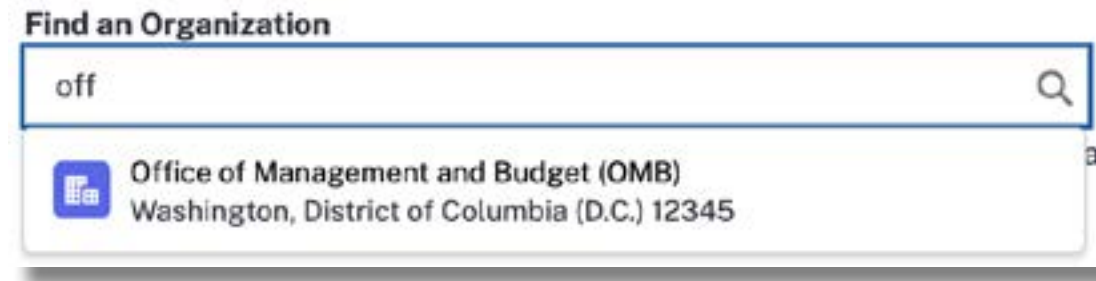 Find an Organization
off
Office of Management and Budget (OMB)
Washington, District of Columbia (D.C.) 12345